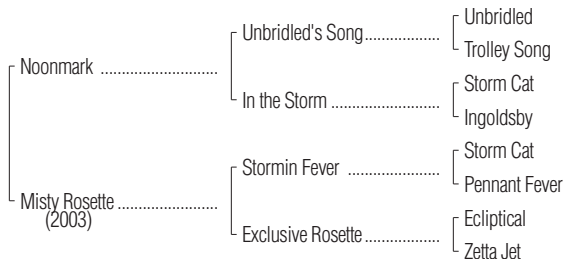 Unbridled
Unbridled's Song
Trolley Song
Noonmark
Storm Cat
In the Storm
Ingoldsby
Storm Cat
Stormin Fever
Pennant Fever
Misty Rosette
(2003)
Ecliptical
Exclusive Rosette
Zetta Jet